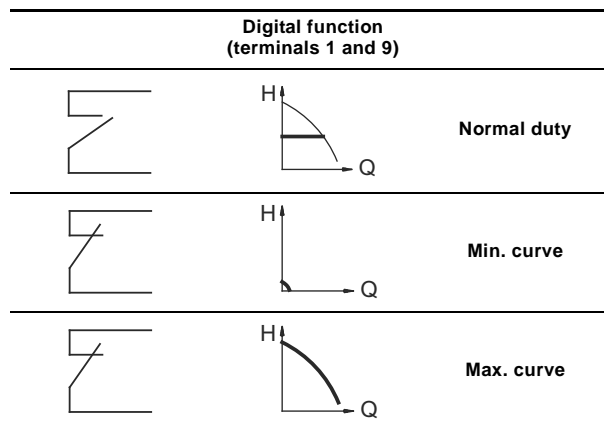 Digital function
(terminals 1 and 9)
H
Q
Normal duty
H
Q
Min. curve
H
Q
Max. curve